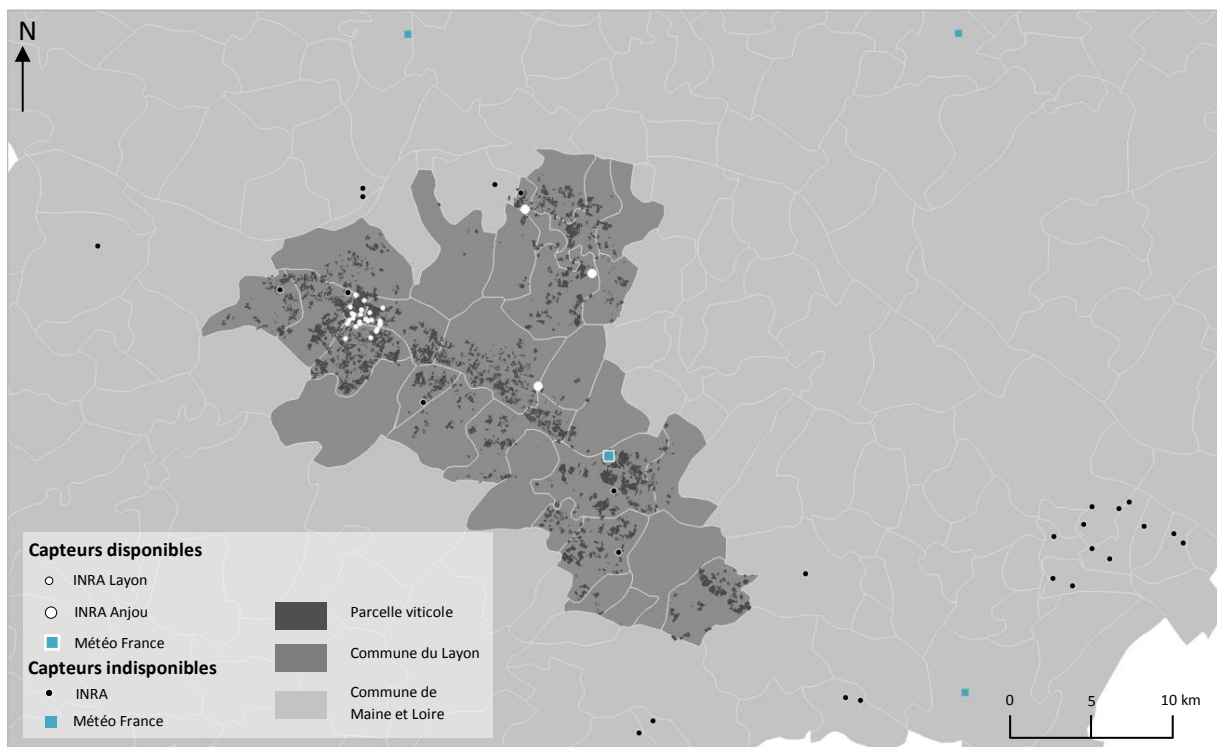 N
Capteurs disponibles
INRA Layon
INRA Anjou
Météo France
Capteurs indisponibles
INRA
Météo France
Parcelle viticole
Commune du Layon
Commune de
Maine et Loire
0 5 10 km